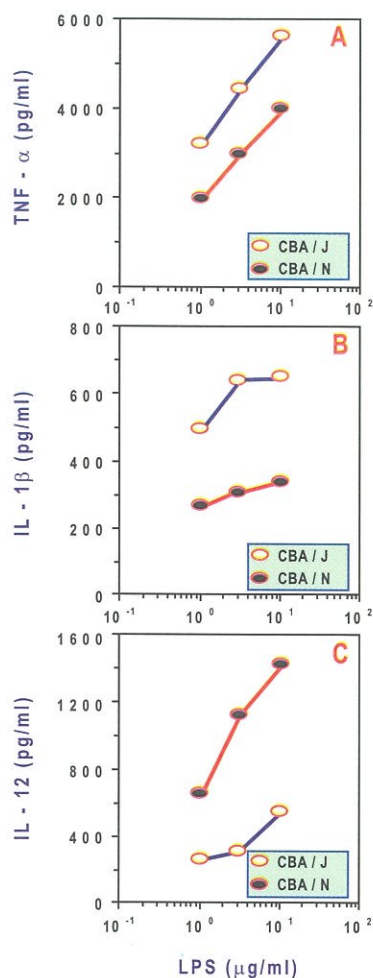 A
TNF - α (pg/ml)
6000
4000
2000
0
CBA / J
CBA / N
10⁻¹ 10⁰ 10¹ 10²
B
IL - 1β (pg/ml)
800
600
400
200
0
CBA / J
CBA / N
10⁻¹ 10⁰ 10¹ 10²
C
IL - 12 (pg/ml)
1600
1200
800
400
0
CBA / J
CBA / N
10⁻¹ 10⁰ 10¹ 10²
LPS (μg/ml)